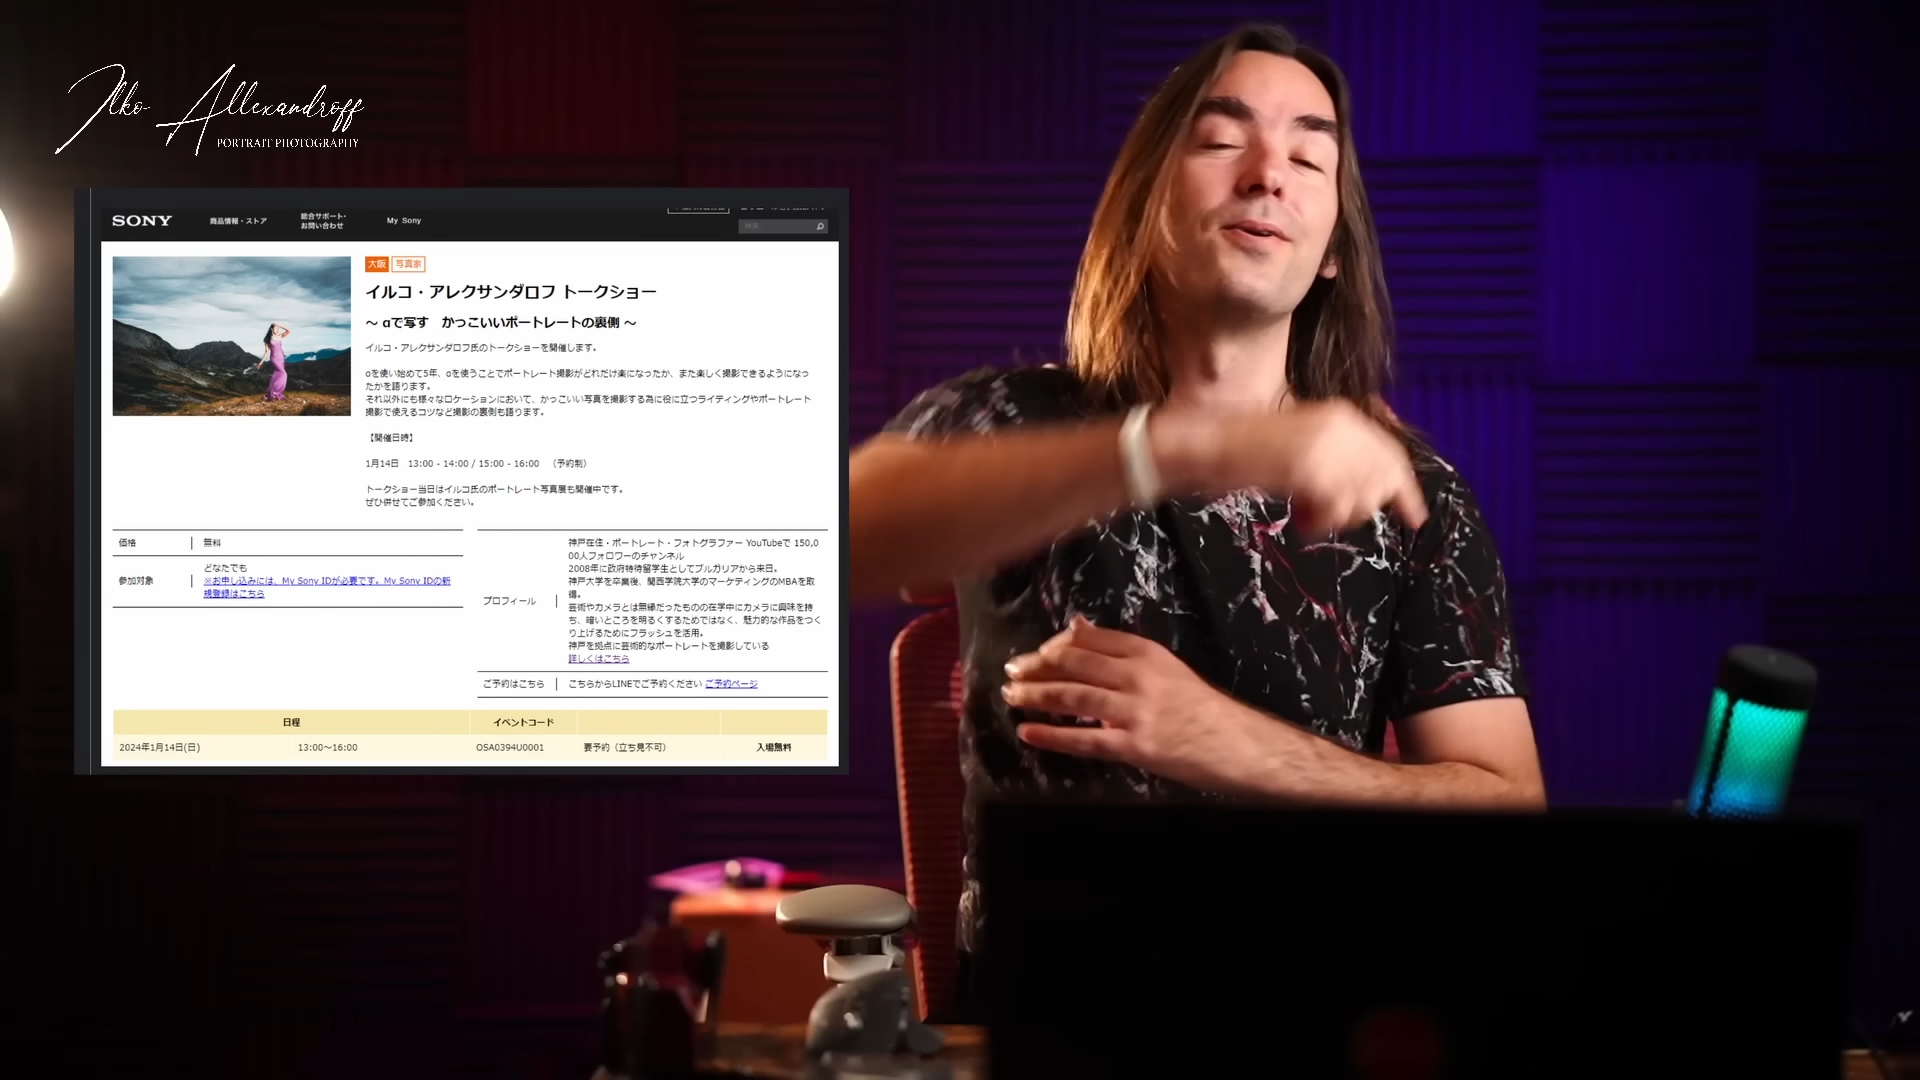 Ilko Allexandroff
PORTRAIT PHOTOGRAPHY
SONY
商品情報・ストア
総合サポート・
お問い合わせ
My Sony
検索
大阪
写真家
イルコ・アレクサンダロフ トークショー
～ αで写す　かっこいいポートレートの裏側 ～
イルコ・アレクサンダロフ氏のトークショーを開催します。
αを使い始めて5年、αを使うことでポートレート撮影がどれだけ楽になったか、また楽しく撮影できるようになっ
たかを語ります。
それ以外にも様々なロケーションにおいて、かっこいい写真を撮影する為に役に立つライティングやポートレート
撮影で使えるコツなど撮影の裏側も語ります。
【開催日時】
1月14日　13:00 - 14:00 / 15:00 - 16:00　（予約制）
トークショー当日はイルコ氏のポートレート写真展も開催中です。
ぜひ併せてご参加ください。
価格
無料
参加対象
どなたでも
※お申し込みには、My Sony IDが必要です。My Sony IDの新
規登録はこちら
プロフィール
神戸在住・ポートレート・フォトグラファー YouTubeで 150,0
00人フォロワーのチャンネル
2008年に政府特待留学生としてブルガリアから来日。
神戸大学を卒業後、関西学院大学のマーケティングのMBAを取
得。
芸術やカメラとは無縁だったものの在学中にカメラに興味を持
ち、暗いところを明るくするためではなく、魅力的な作品をつく
り上げるためにフラッシュを活用。
神戸を拠点に芸術的なポートレートを撮影している
詳しくはこちら
ご予約はこちら
こちらからLINEでご予約ください ご予約ページ
日程
イベントコード
2024年1月14日(日)
13:00～16:00
OSA0394U0001
要予約（立ち見不可）
入場無料